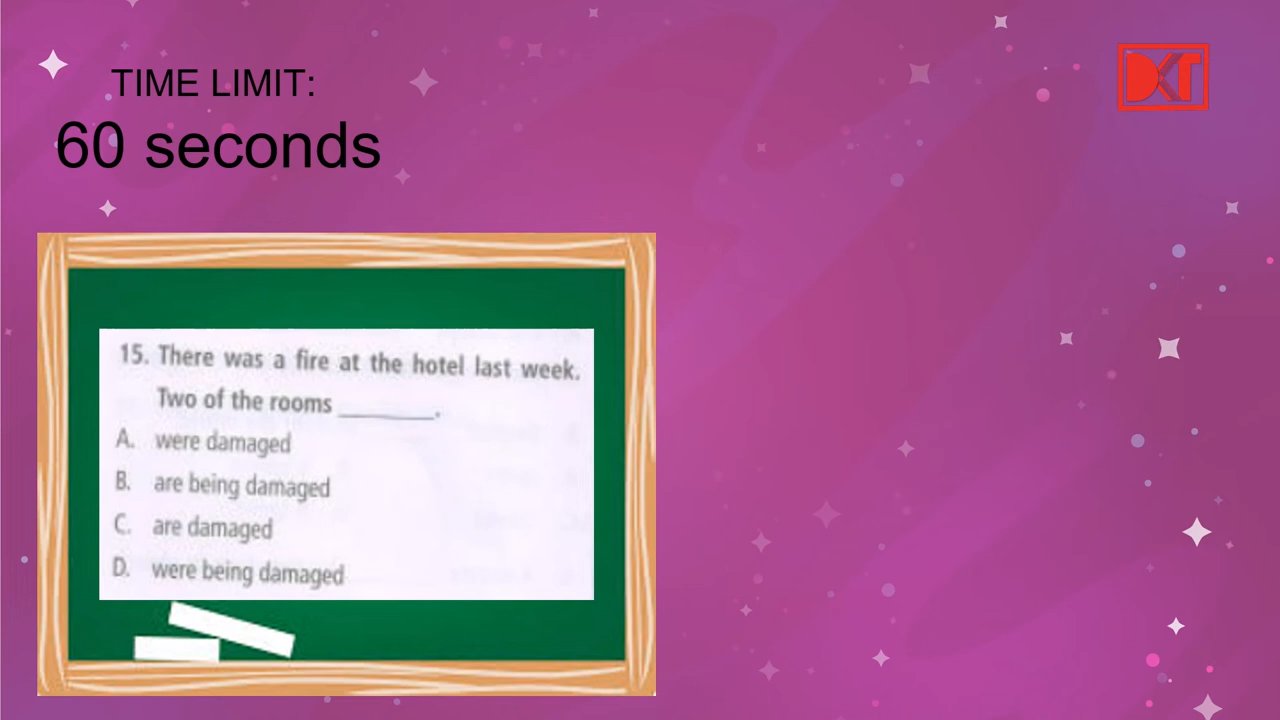 TIME LIMIT:
60 seconds
DKT
15. There was a fire at the hotel last week.
Two of the rooms ________.
A. were damaged
B. are being damaged
C. are damaged
D. were being damaged